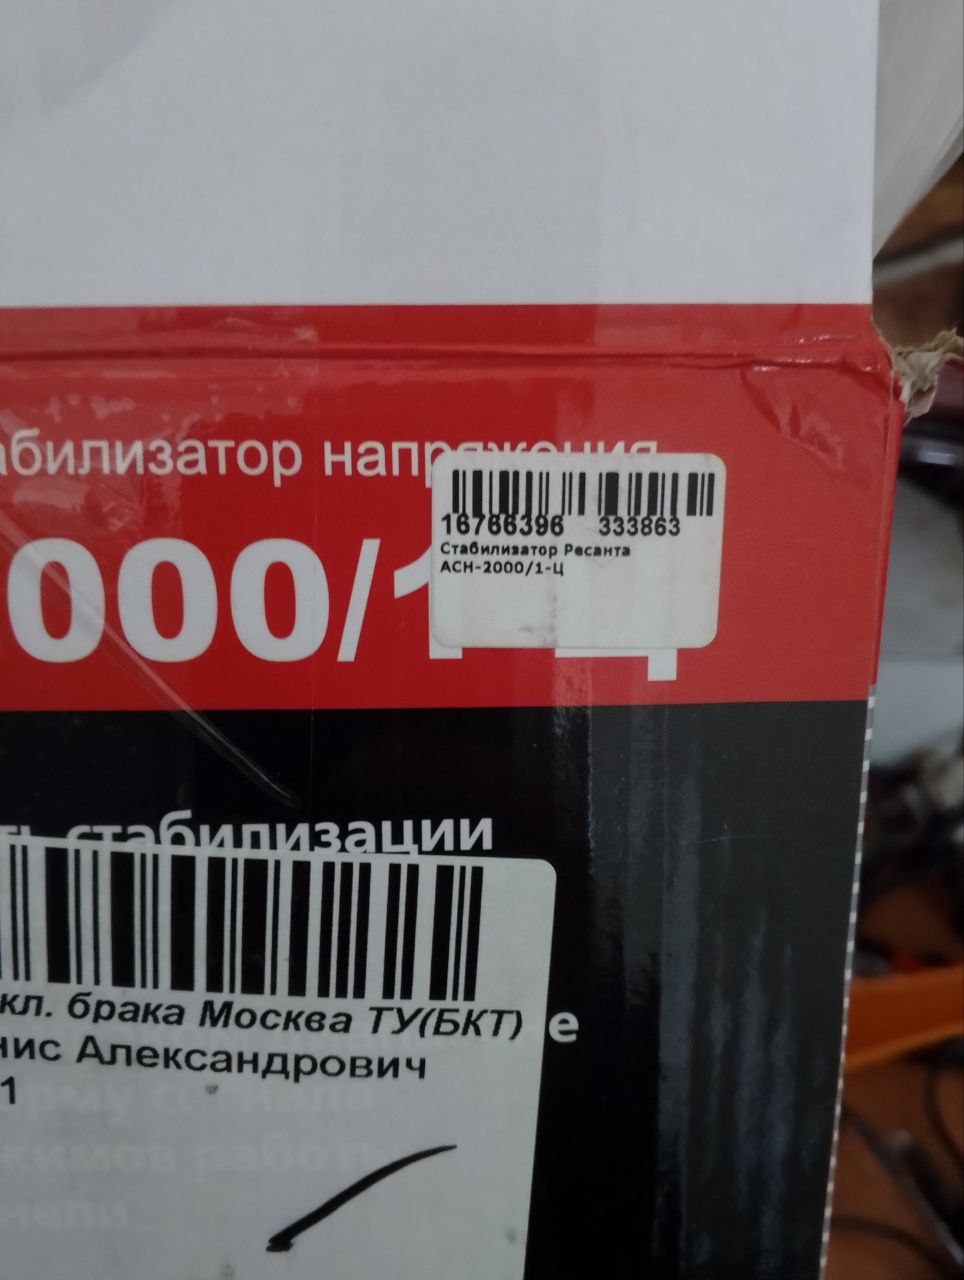 абилизатор напряжения
16766396 333863
Стабилизатор Ресанта
АСН-2000/1-Ц
000/1-Ц
ть стабилизации
кл. брака Москва ТУ(БКТ)
е
нис Александрович
1